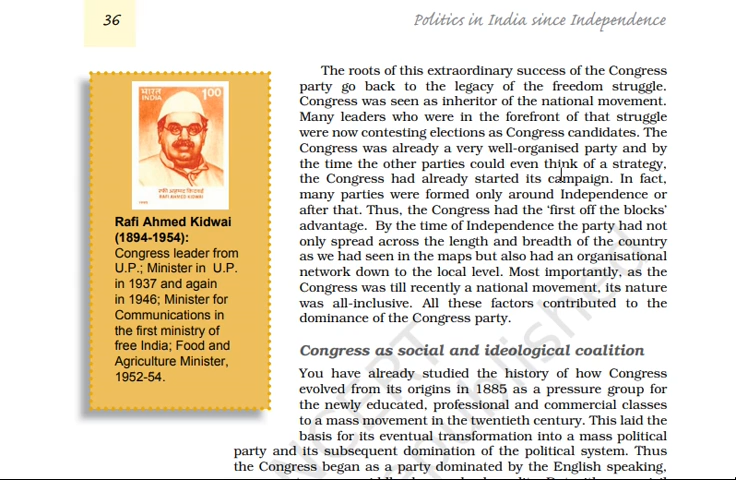 36
Politics in India since Independence
भारत
INDIA
100
रफी अहमद किदवई
RAFI AHMED KIDWAI
Rafi Ahmed Kidwai
(1894-1954):
Congress leader from
U.P.; Minister in U.P.
in 1937 and again
in 1946; Minister for
Communications in
the first ministry of
free India; Food and
Agriculture Minister,
1952-54.
The roots of this extraordinary success of the Congress
party go back to the legacy of the freedom struggle.
Congress was seen as inheritor of the national movement.
Many leaders who were in the forefront of that struggle
were now contesting elections as Congress candidates. The
Congress was already a very well-organised party and by
the time the other parties could even think of a strategy,
the Congress had already started its campaign. In fact,
many parties were formed only around Independence or
after that. Thus, the Congress had the ‘first off the blocks’
advantage. By the time of Independence the party had not
only spread across the length and breadth of the country
as we had seen in the maps but also had an organisational
network down to the local level. Most importantly, as the
Congress was till recently a national movement, its nature
was all-inclusive. All these factors contributed to the
dominance of the Congress party.
Congress as social and ideological coalition
You have already studied the history of how Congress
evolved from its origins in 1885 as a pressure group for
the newly educated, professional and commercial classes
to a mass movement in the twentieth century. This laid the
basis for its eventual transformation into a mass political
party and its subsequent domination of the political system. Thus
the Congress began as a party dominated by the English speaking,
NCERT